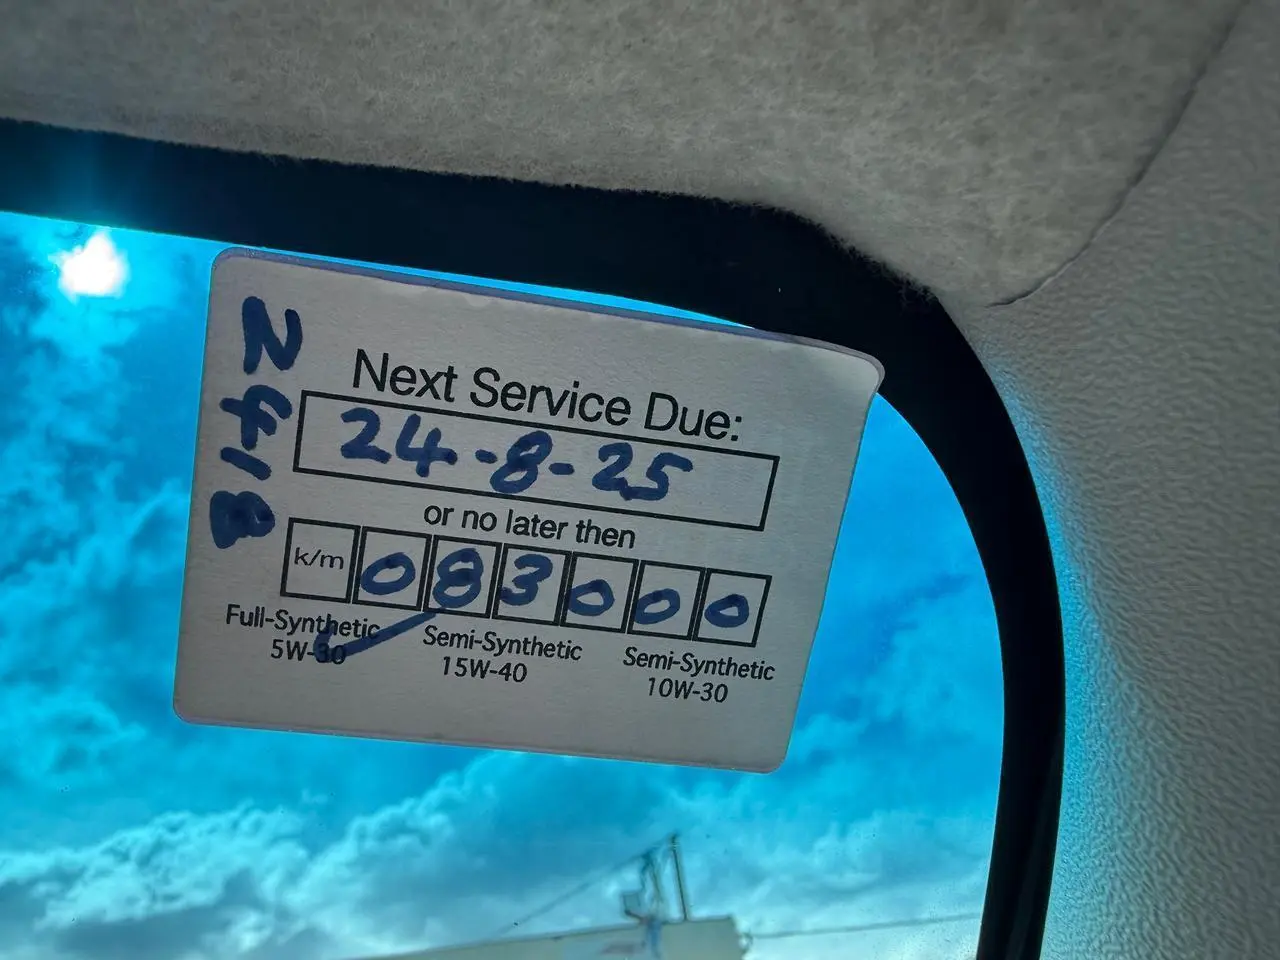 Next Service Due:
24-8-25
or no later then
k/m 083000
Full-Synthetic Semi-Synthetic Semi-Synthetic
5W-30 15W-40 10W-30